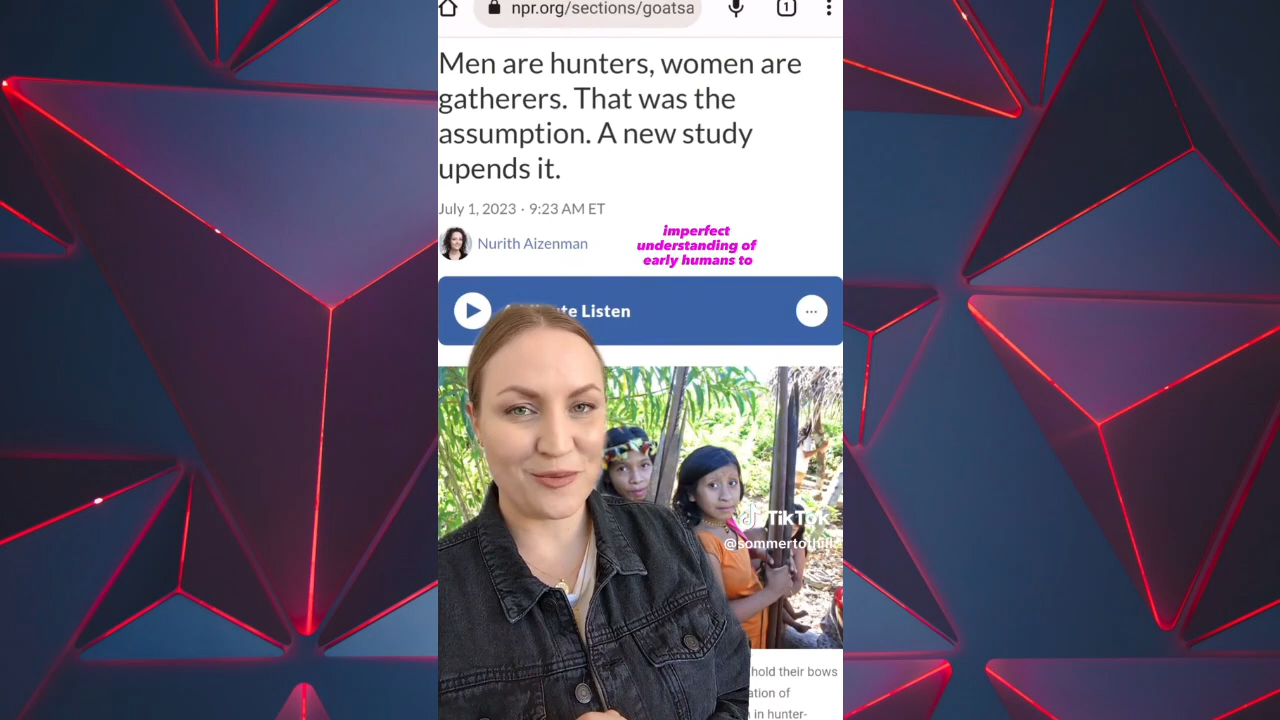 npr.org/sections/goatsa
1
Men are hunters, women are
gatherers. That was the
assumption. A new study
upends it.
July 1, 2023 · 9:23 AM ET
Nurith Aizenman
imperfect
understanding of
early humans to
Listen
TikTok
@sommertothill
hold their bows
ation of
in hunter-